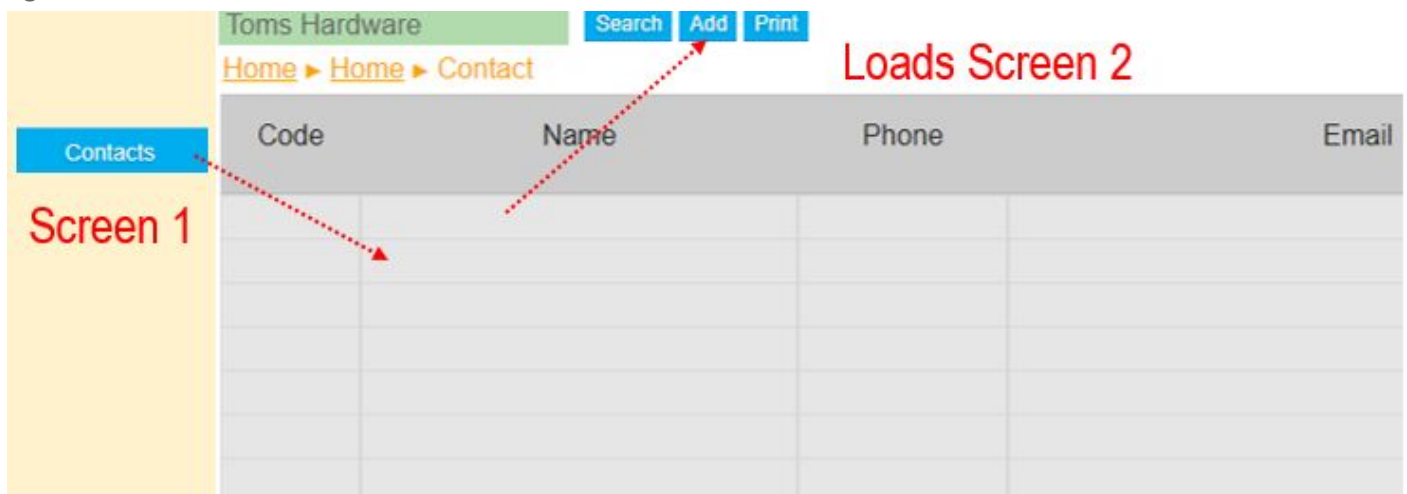 Toms Hardware Search Add Print
Home ► Home ► Contact
Loads Screen 2
Contacts
Code Name Phone Email
Screen 1